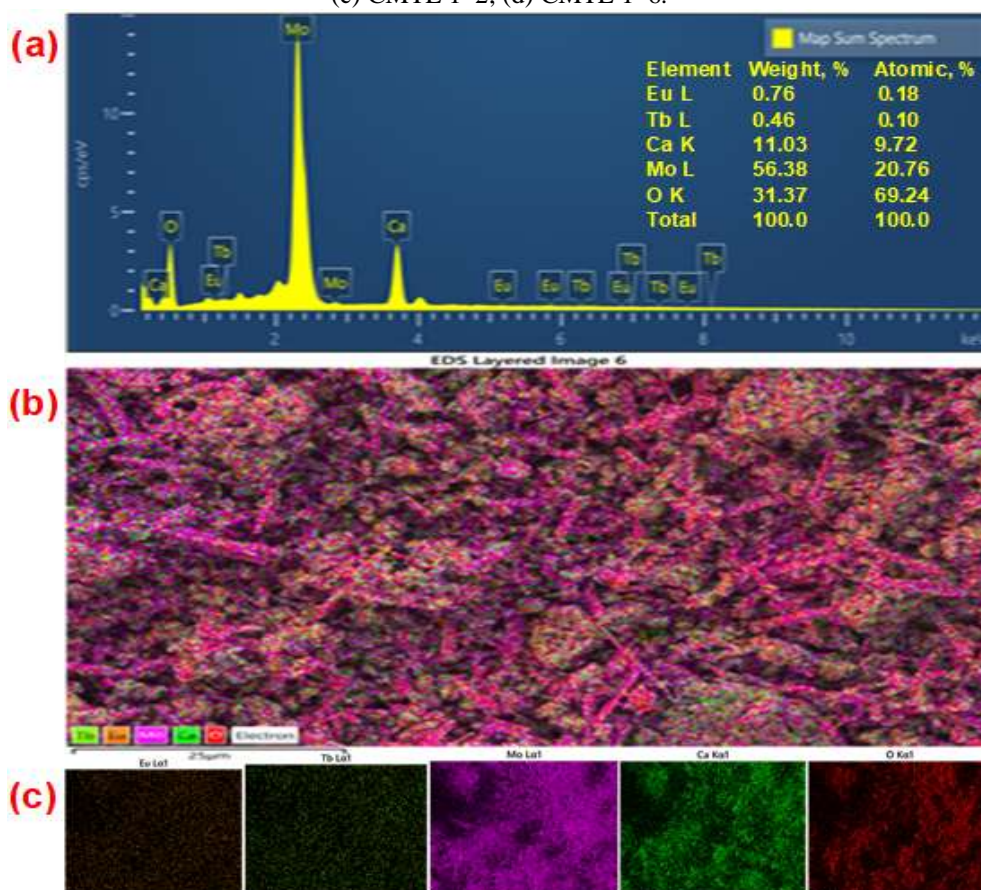 (c) CMTE 1–2; (d) CMTE 1–6.
(a)
Mo
Map Sum Spectrum
Element Weight, % Atomic, %
Eu L 0.76 0.18
Tb L 0.46 0.10
Ca K 11.03 9.72
Mo L 56.38 20.76
O K 31.37 69.24
Total 100.0 100.0
cps/eV
10
5
0
O
Ca
Tb
Tb
Tb
Ca
Eu
Mo
Eu
Eu
Tb
Eu
Tb
Eu
2
4
6
8
10
keV
EDS Layered Image 6
(b)
Tb Eu Mo Ca O Electron
25µm
Eu Lα1 Tb Lα1 Mo Lα1 Ca Kα1 O Kα1
(c)